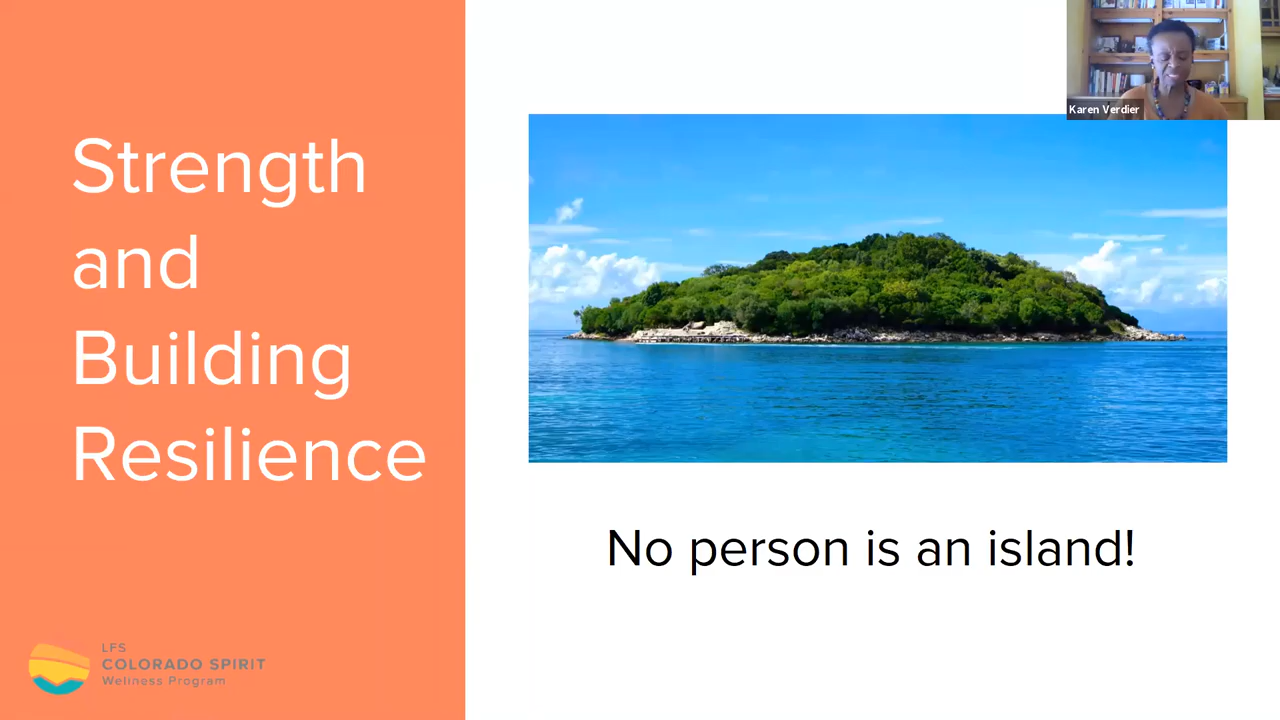 Strength
and
Building
Resilience
Karen Verdier
No person is an island!
LFS
COLORADO SPIRIT
Wellness Program